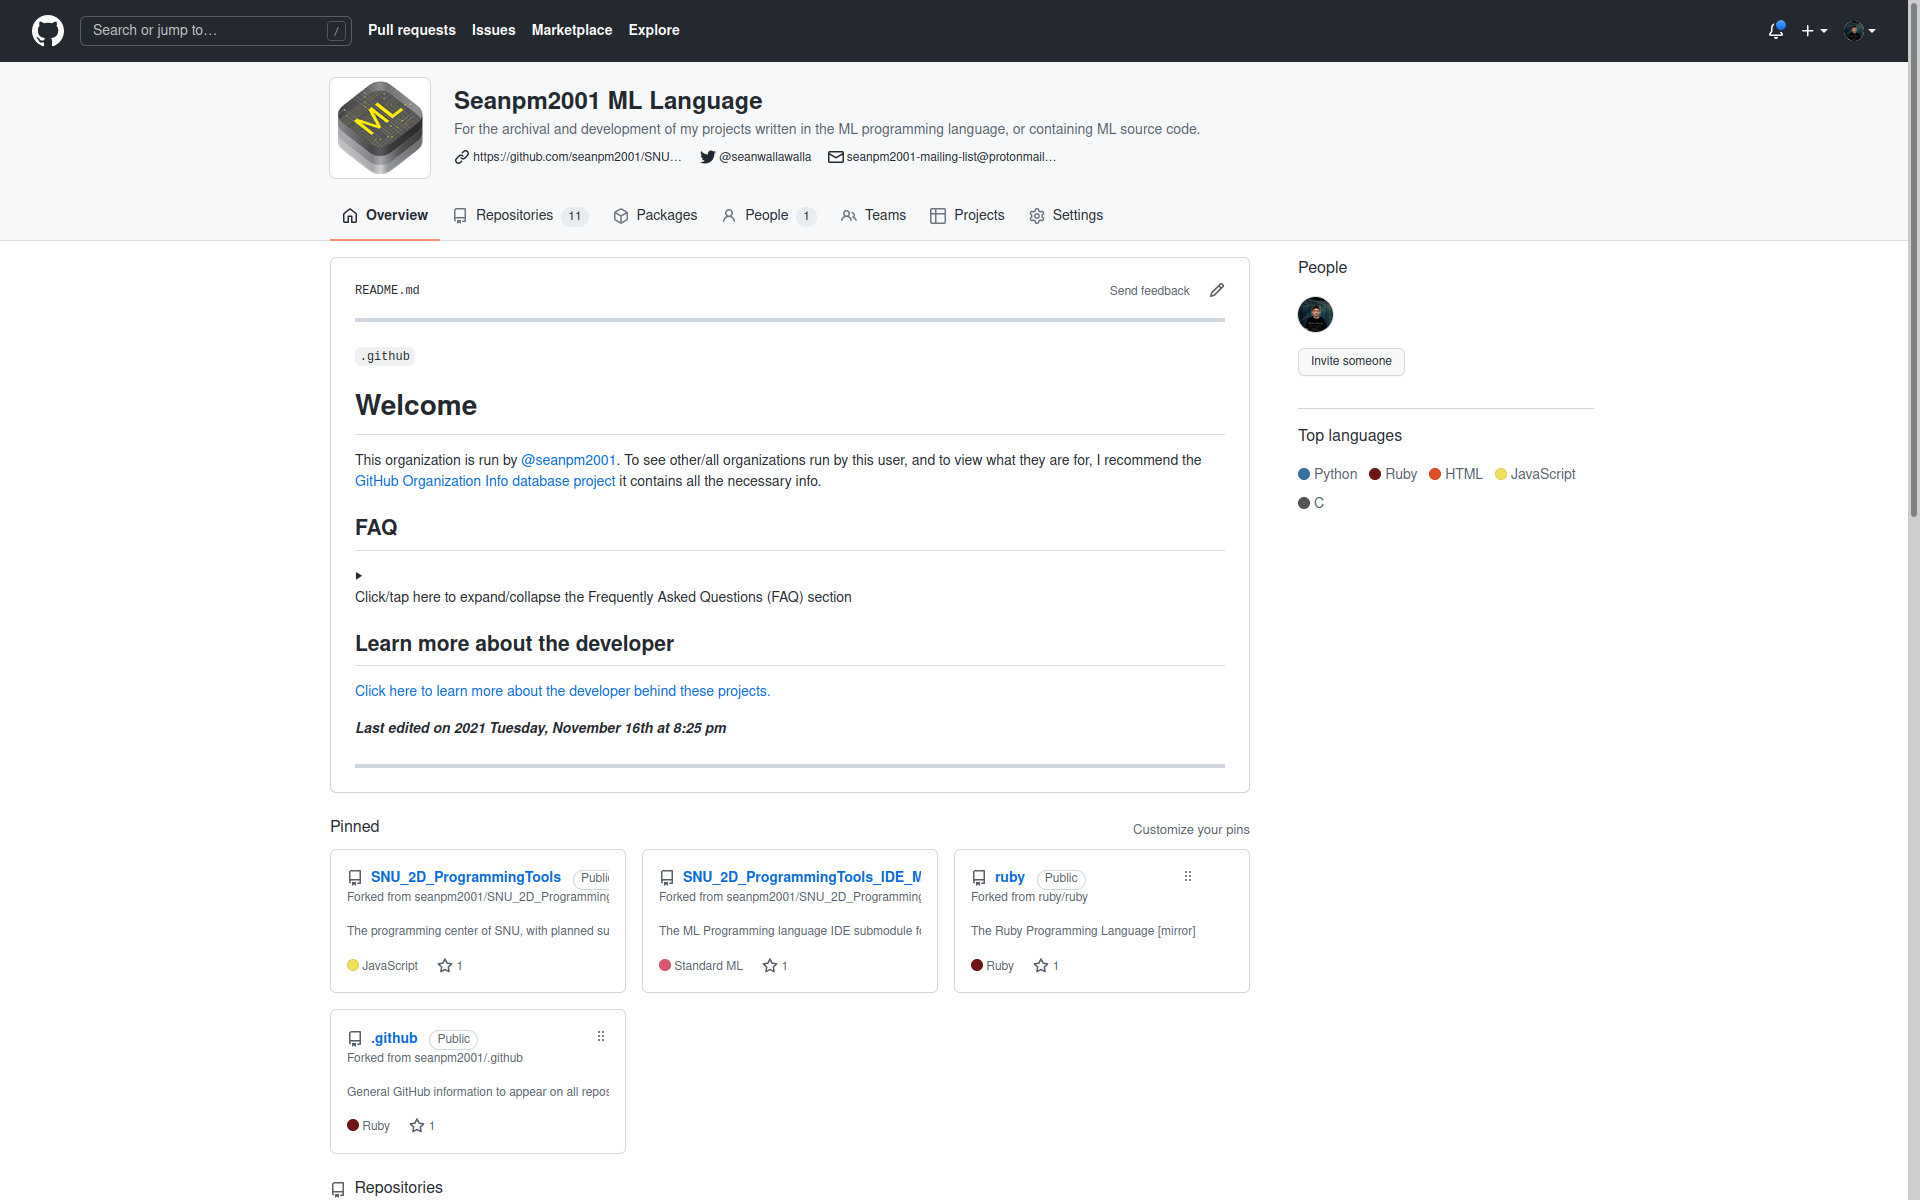 Search or jump to… /
Pull requests
Issues
Marketplace
Explore
ML
Seanpm2001 ML Language
For the archival and development of my projects written in the ML programming language, or containing ML source code.
https://github.com/seanpm2001/SNU…
@seanwallawalla
seanpm2001-mailing-list@protonmail…
Overview
Repositories 11
Packages
People 1
Teams
Projects
Settings
README.md
Send feedback
.github
Welcome
This organization is run by @seanpm2001. To see other/all organizations run by this user, and to view what they are for, I recommend the
GitHub Organization Info database project it contains all the necessary info.
FAQ
Click/tap here to expand/collapse the Frequently Asked Questions (FAQ) section
Learn more about the developer
Click here to learn more about the developer behind these projects.
Last edited on 2021 Tuesday, November 16th at 8:25 pm
People
Invite someone
Top languages
Python Ruby HTML JavaScript
C
Pinned
Customize your pins
SNU_2D_ProgrammingTools Publi
Forked from seanpm2001/SNU_2D_Programming
The programming center of SNU, with planned su
JavaScript 1
SNU_2D_ProgrammingTools_IDE_M
Forked from seanpm2001/SNU_2D_Programming
The ML Programming language IDE submodule fo
Standard ML 1
ruby Public
Forked from ruby/ruby
The Ruby Programming Language [mirror]
Ruby 1
.github Public
Forked from seanpm2001/.github
General GitHub information to appear on all repos
Ruby 1
Repositories